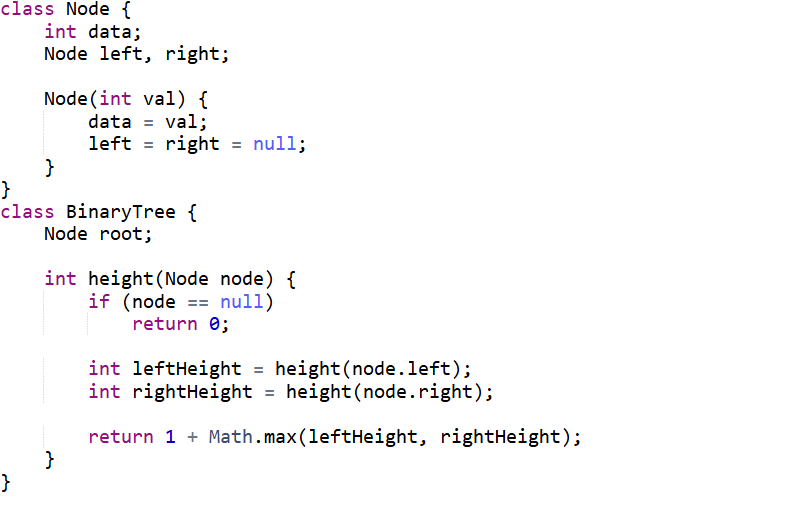 class Node {
    int data;
    Node left, right;

    Node(int val) {
        data = val;
        left = right = null;
    }
}
class BinaryTree {
    Node root;

    int height(Node node) {
        if (node == null)
            return 0;

        int leftHeight = height(node.left);
        int rightHeight = height(node.right);

        return 1 + Math.max(leftHeight, rightHeight);
    }
}